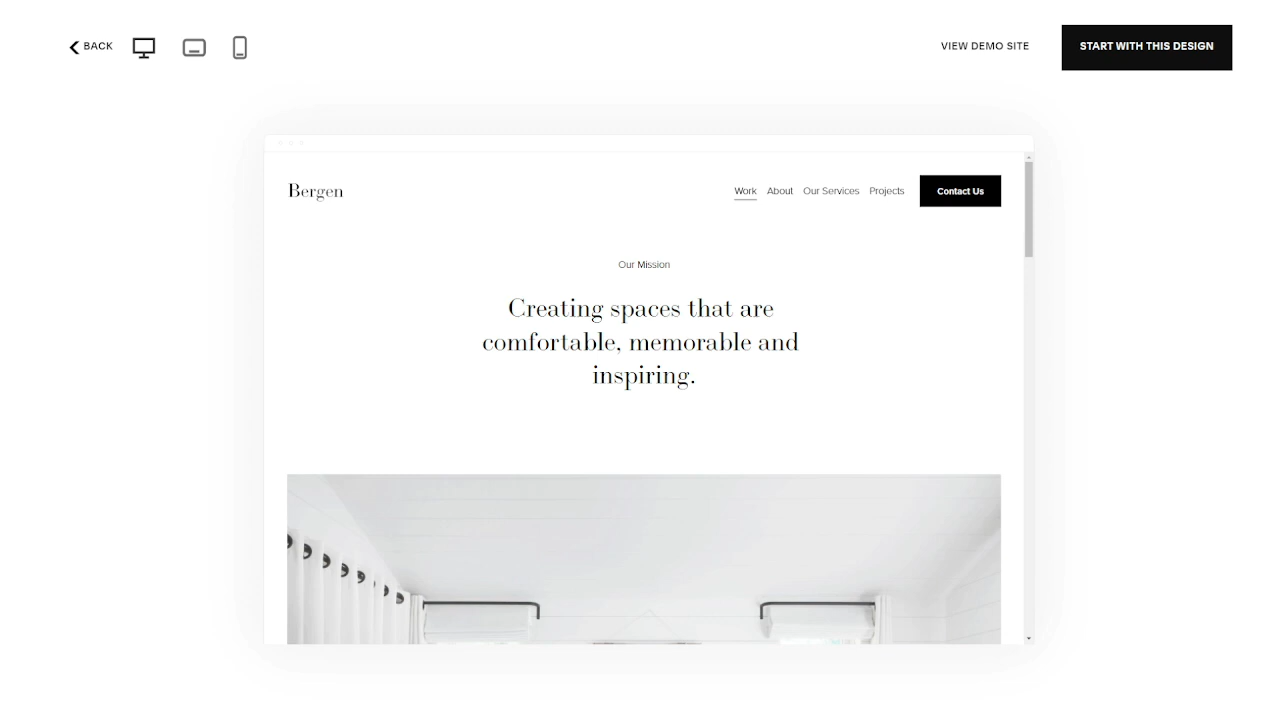 BACK
VIEW DEMO SITE
START WITH THIS DESIGN
Bergen
Work About Our Services Projects Contact Us
Our Mission
Creating spaces that are
comfortable, memorable and
inspiring.